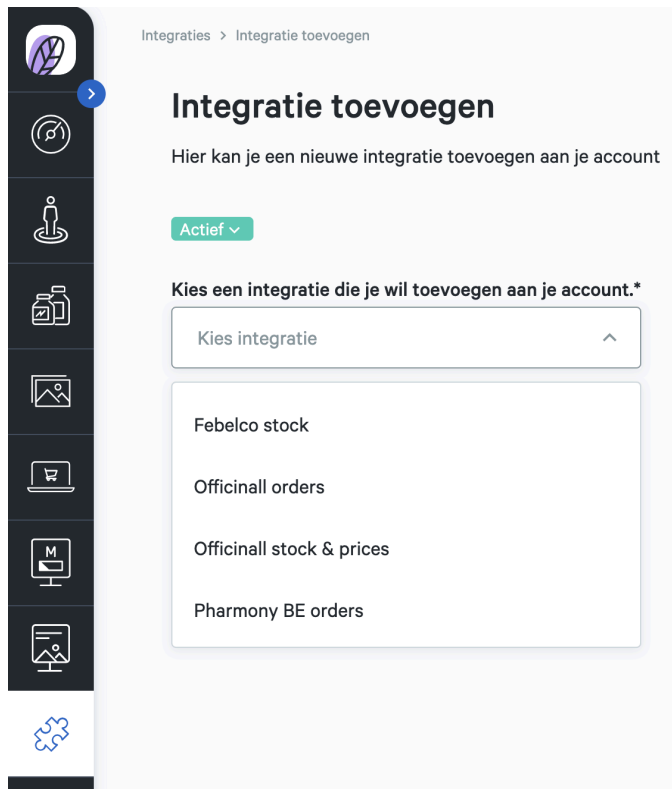 Integraties > Integratie toevoegen
Integratie toevoegen
Hier kan je een nieuwe integratie toevoegen aan je account
Actief
Kies een integratie die je wil toevoegen aan je account.*
Kies integratie
Febelco stock
Officinall orders
Officinall stock & prices
Pharmony BE orders
M